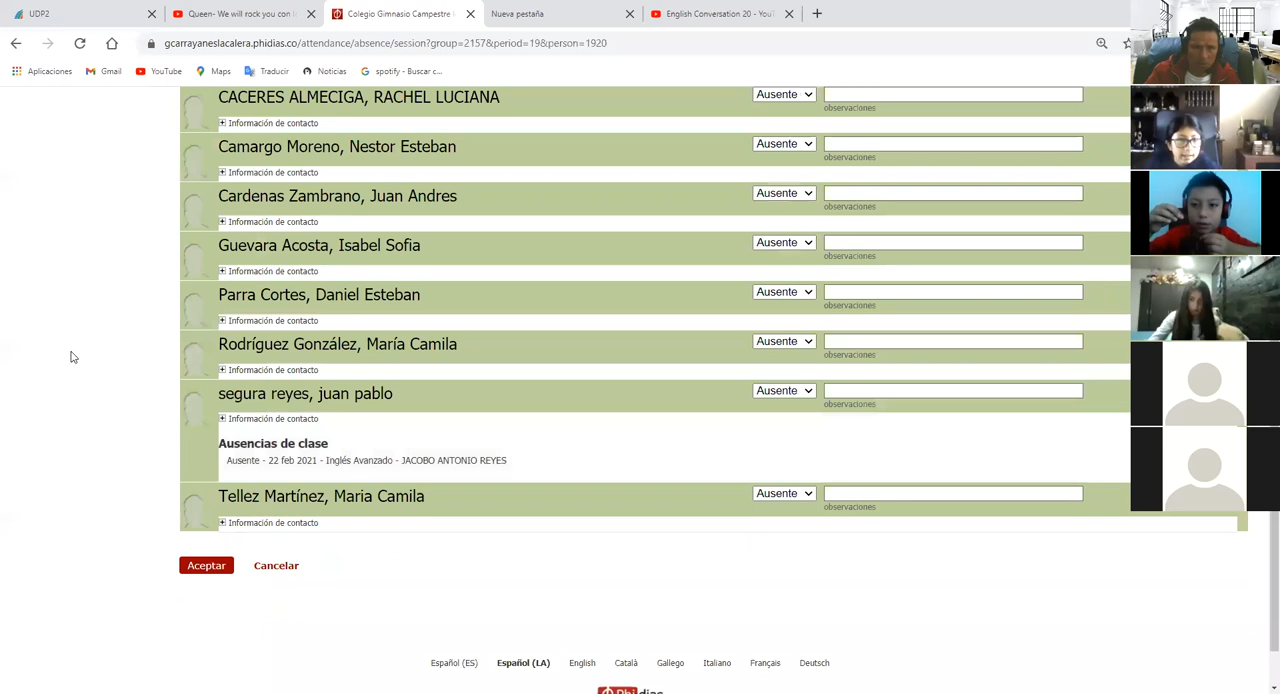 UDP2
Queen- We will rock you con
Colegio Gimnasio Campestre
Nueva pestaña
English Conversation 20 - YouT
gcarrayaneslacalera.phidias.co/attendance/absence/session?group=2157&period=19&person=1920
Aplicaciones Gmail YouTube Maps Traducir Noticias spotify - Buscar c...
CACERES ALMECIGA, RACHEL LUCIANA Ausente
observaciones
Información de contacto
Camargo Moreno, Nestor Esteban Ausente
observaciones
Información de contacto
Cardenas Zambrano, Juan Andres Ausente
observaciones
Información de contacto
Guevara Acosta, Isabel Sofia Ausente
observaciones
Información de contacto
Parra Cortes, Daniel Esteban Ausente
observaciones
Información de contacto
Rodríguez González, María Camila Ausente
observaciones
Información de contacto
segura reyes, juan pablo Ausente
observaciones
Información de contacto
Ausencias de clase
Ausente - 22 feb 2021 - Inglés Avanzado - JACOBO ANTONIO REYES
Tellez Martínez, Maria Camila Ausente
observaciones
Información de contacto
Aceptar Cancelar
Español (ES) Español (LA) English Català Gallego Italiano Français Deutsch
Phidias